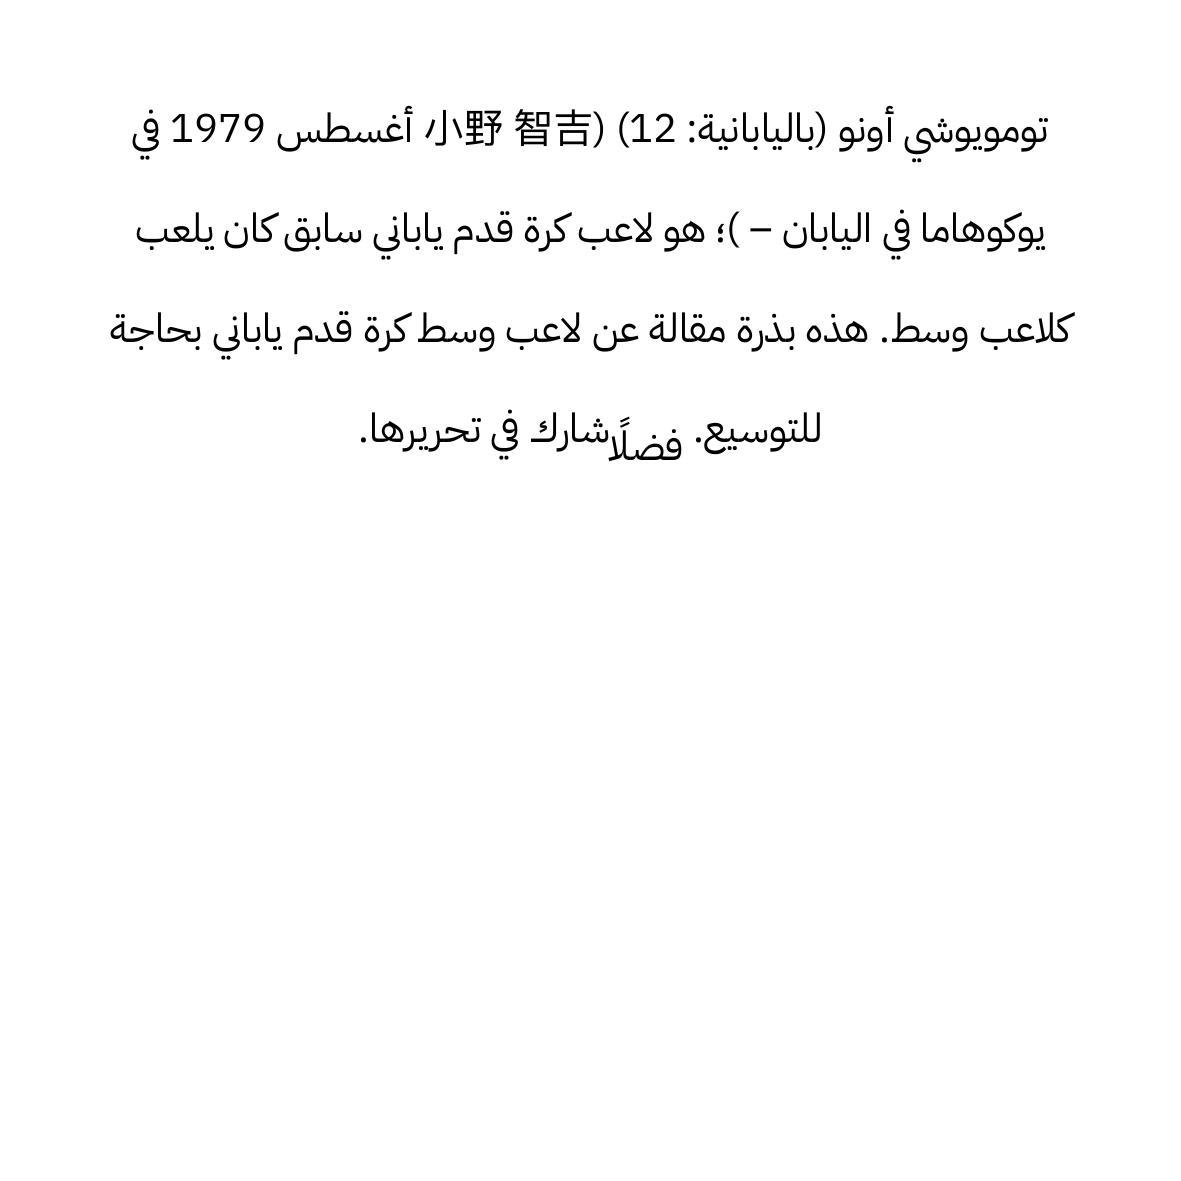 تومويوشي أونو (باليابانية: 小野 智吉) (12 أغسطس 1979 في
يوكوهاما في اليابان – )؛ هو لاعب كرة قدم ياباني سابق كان يلعب
كلاعب وسط. هذه بذرة مقالة عن لاعب وسط كرة قدم ياباني بحاجة
للتوسيع. فضلًا شارك في تحريرها.